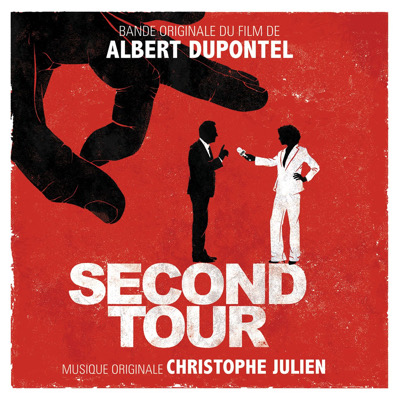 BANDE ORIGINALE DU FILM DE
ALBERT DUPONTEL
SECOND
TOUR
MUSIQUE ORIGINALE CHRISTOPHE JULIEN